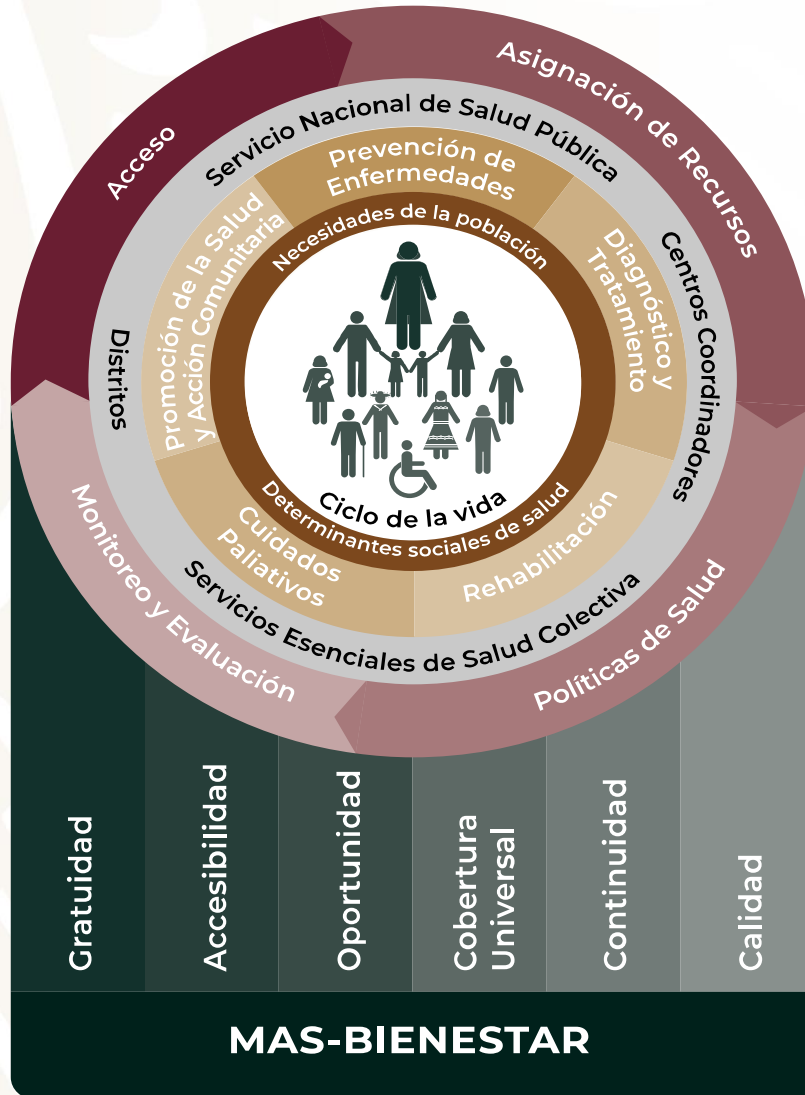 Acceso
Asignación de Recursos
Servicio Nacional de Salud Pública
Prevención de
Enfermedades
Necesidades de la población
Promoción de la Salud
y Acción Comunitaria
Diagnóstico y
Tratamiento
Centros Coordinadores
Distritos
Ciclo de la vida
Determinantes sociales de salud
Cuidados
Paliativos
Rehabilitación
Servicios Esenciales de Salud Colectiva
Monitoreo y Evaluación
Políticas de Salud
Gratuidad
Accesibilidad
Oportunidad
Cobertura
Universal
Continuidad
Calidad
MAS-BIENESTAR